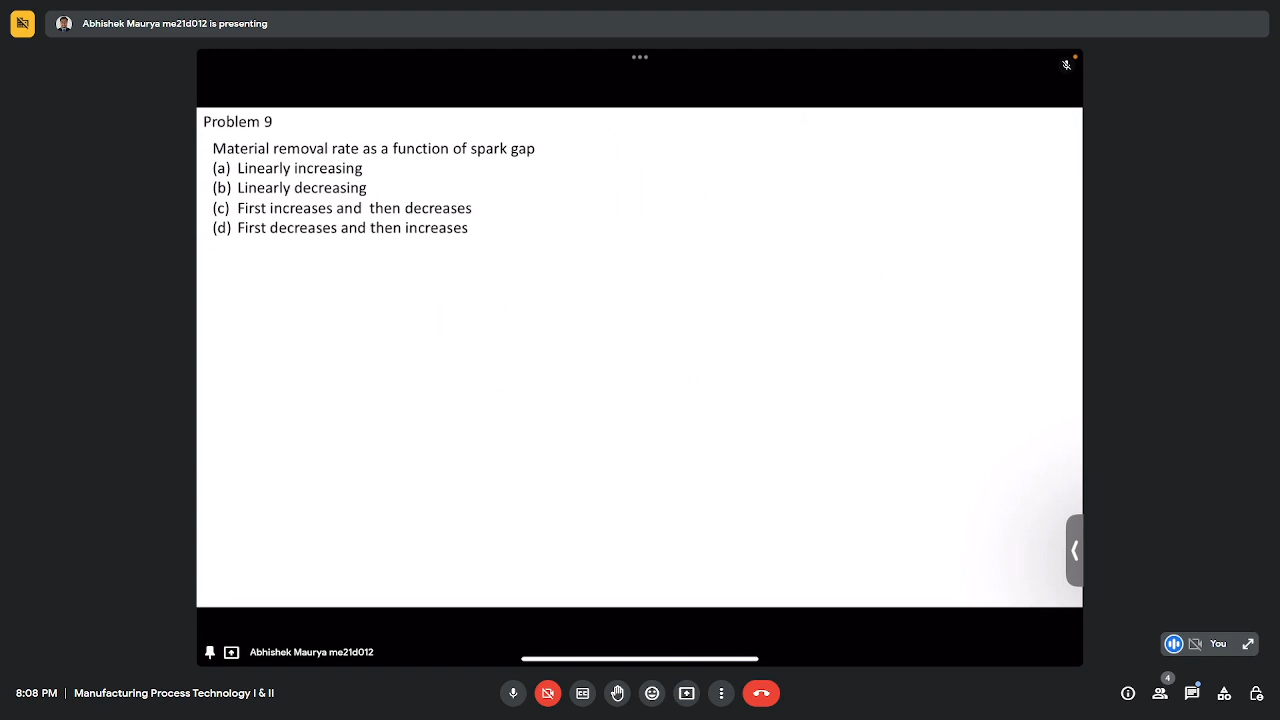 Abhishek Maurya me21d012 is presenting
Problem 9
Material removal rate as a function of spark gap
(a) Linearly increasing
(b) Linearly decreasing
(c) First increases and then decreases
(d) First decreases and then increases
Abhishek Maurya me21d012
You
4
8:08 PM | Manufacturing Process Technology I & II